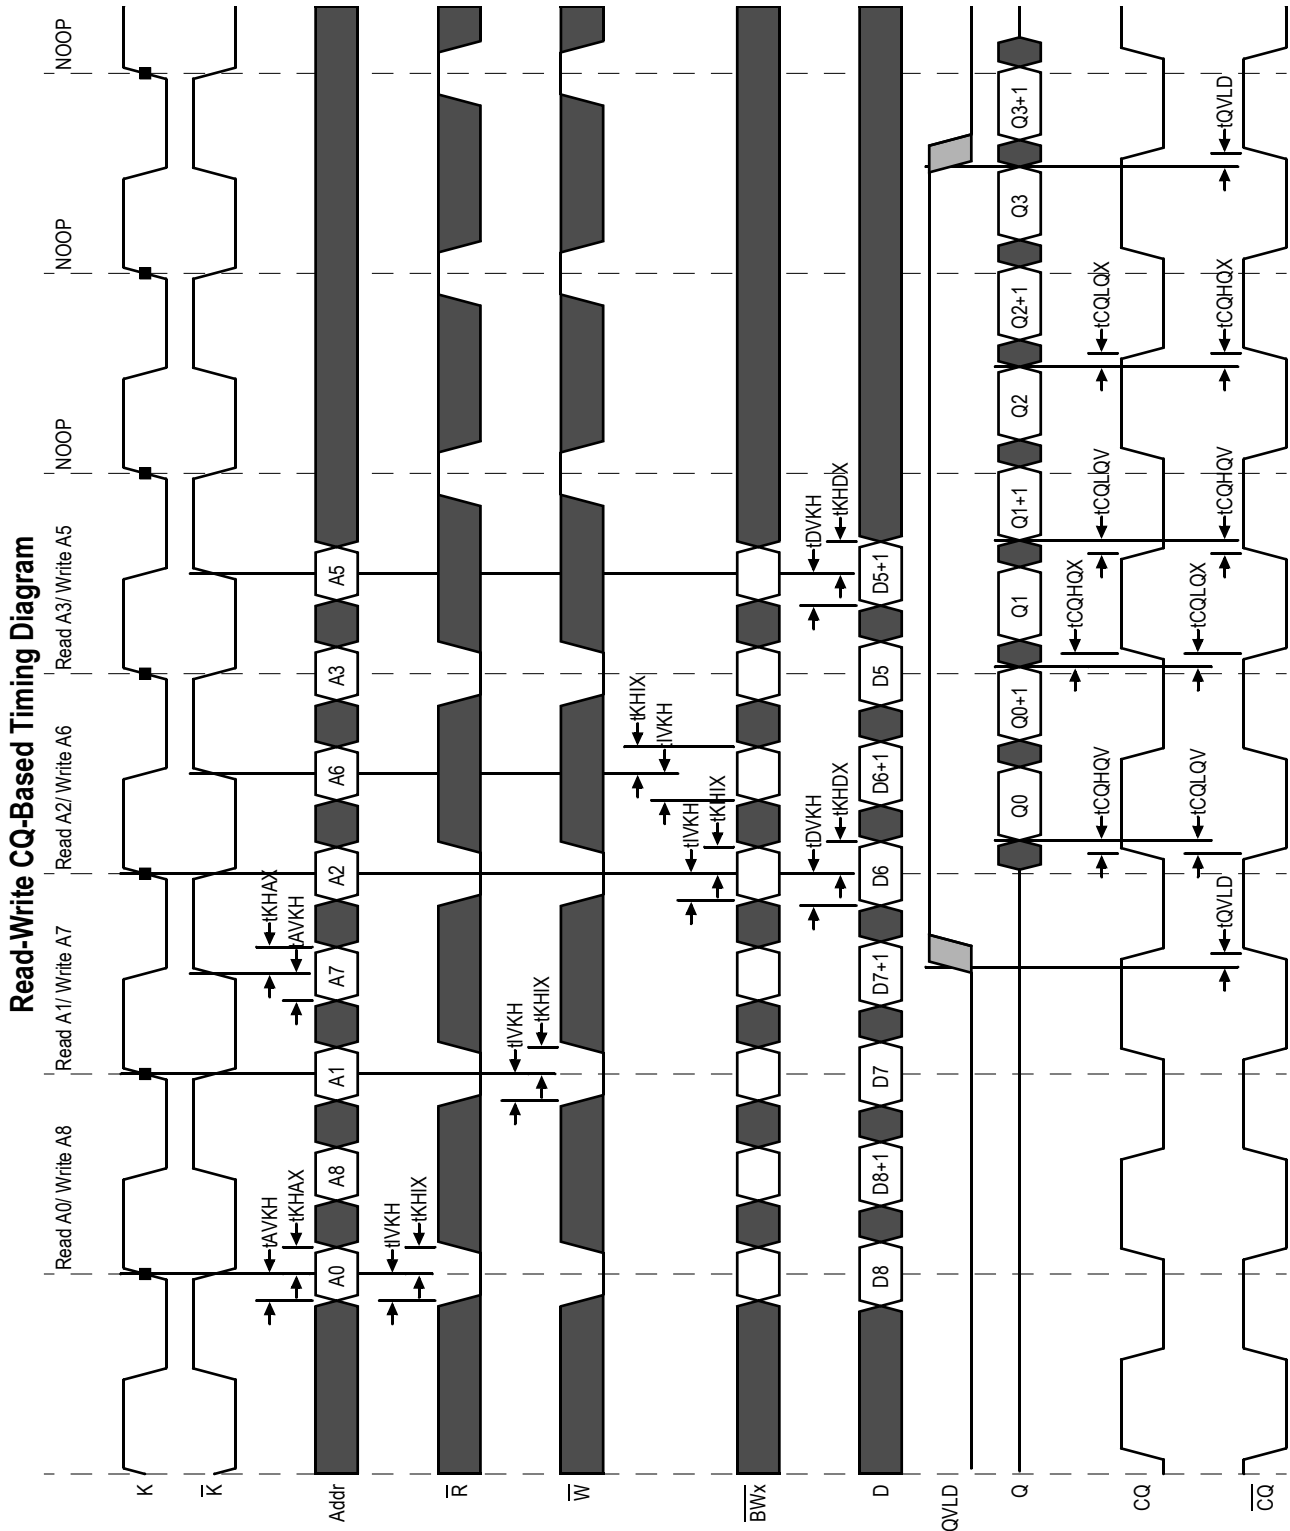 Read-Write CQ-Based Timing Diagram
Read A0/ Write A8
Read A1/ Write A7
Read A2/ Write A6
Read A3/ Write A5
NOOP
NOOP
NOOP
K
K
tAVKH
tKHAX
tKHAX
tAVKH
Addr
A0
A8
A1
A7
A2
A6
A3
A5
tIVKH
tKHIX
R
tIVKH
tKHIX
W
tIVKH
tKHIX
tKHIX
tIVKH
BWx
tDVKH
tKHDX
tDVKH
tKHDX
D
D8
D8+1
D7
D7+1
D6
D6+1
D5
D5+1
QVLD
Q
Q0
Q0+1
Q1
Q1+1
Q2
Q2+1
Q3
Q3+1
tCQHQV
tCQHQX
tCQLQV
tCQLQX
CQ
tQVLD
tCQLQV
tCQLQX
tCQHQV
tCQHQX
tQVLD
CQ